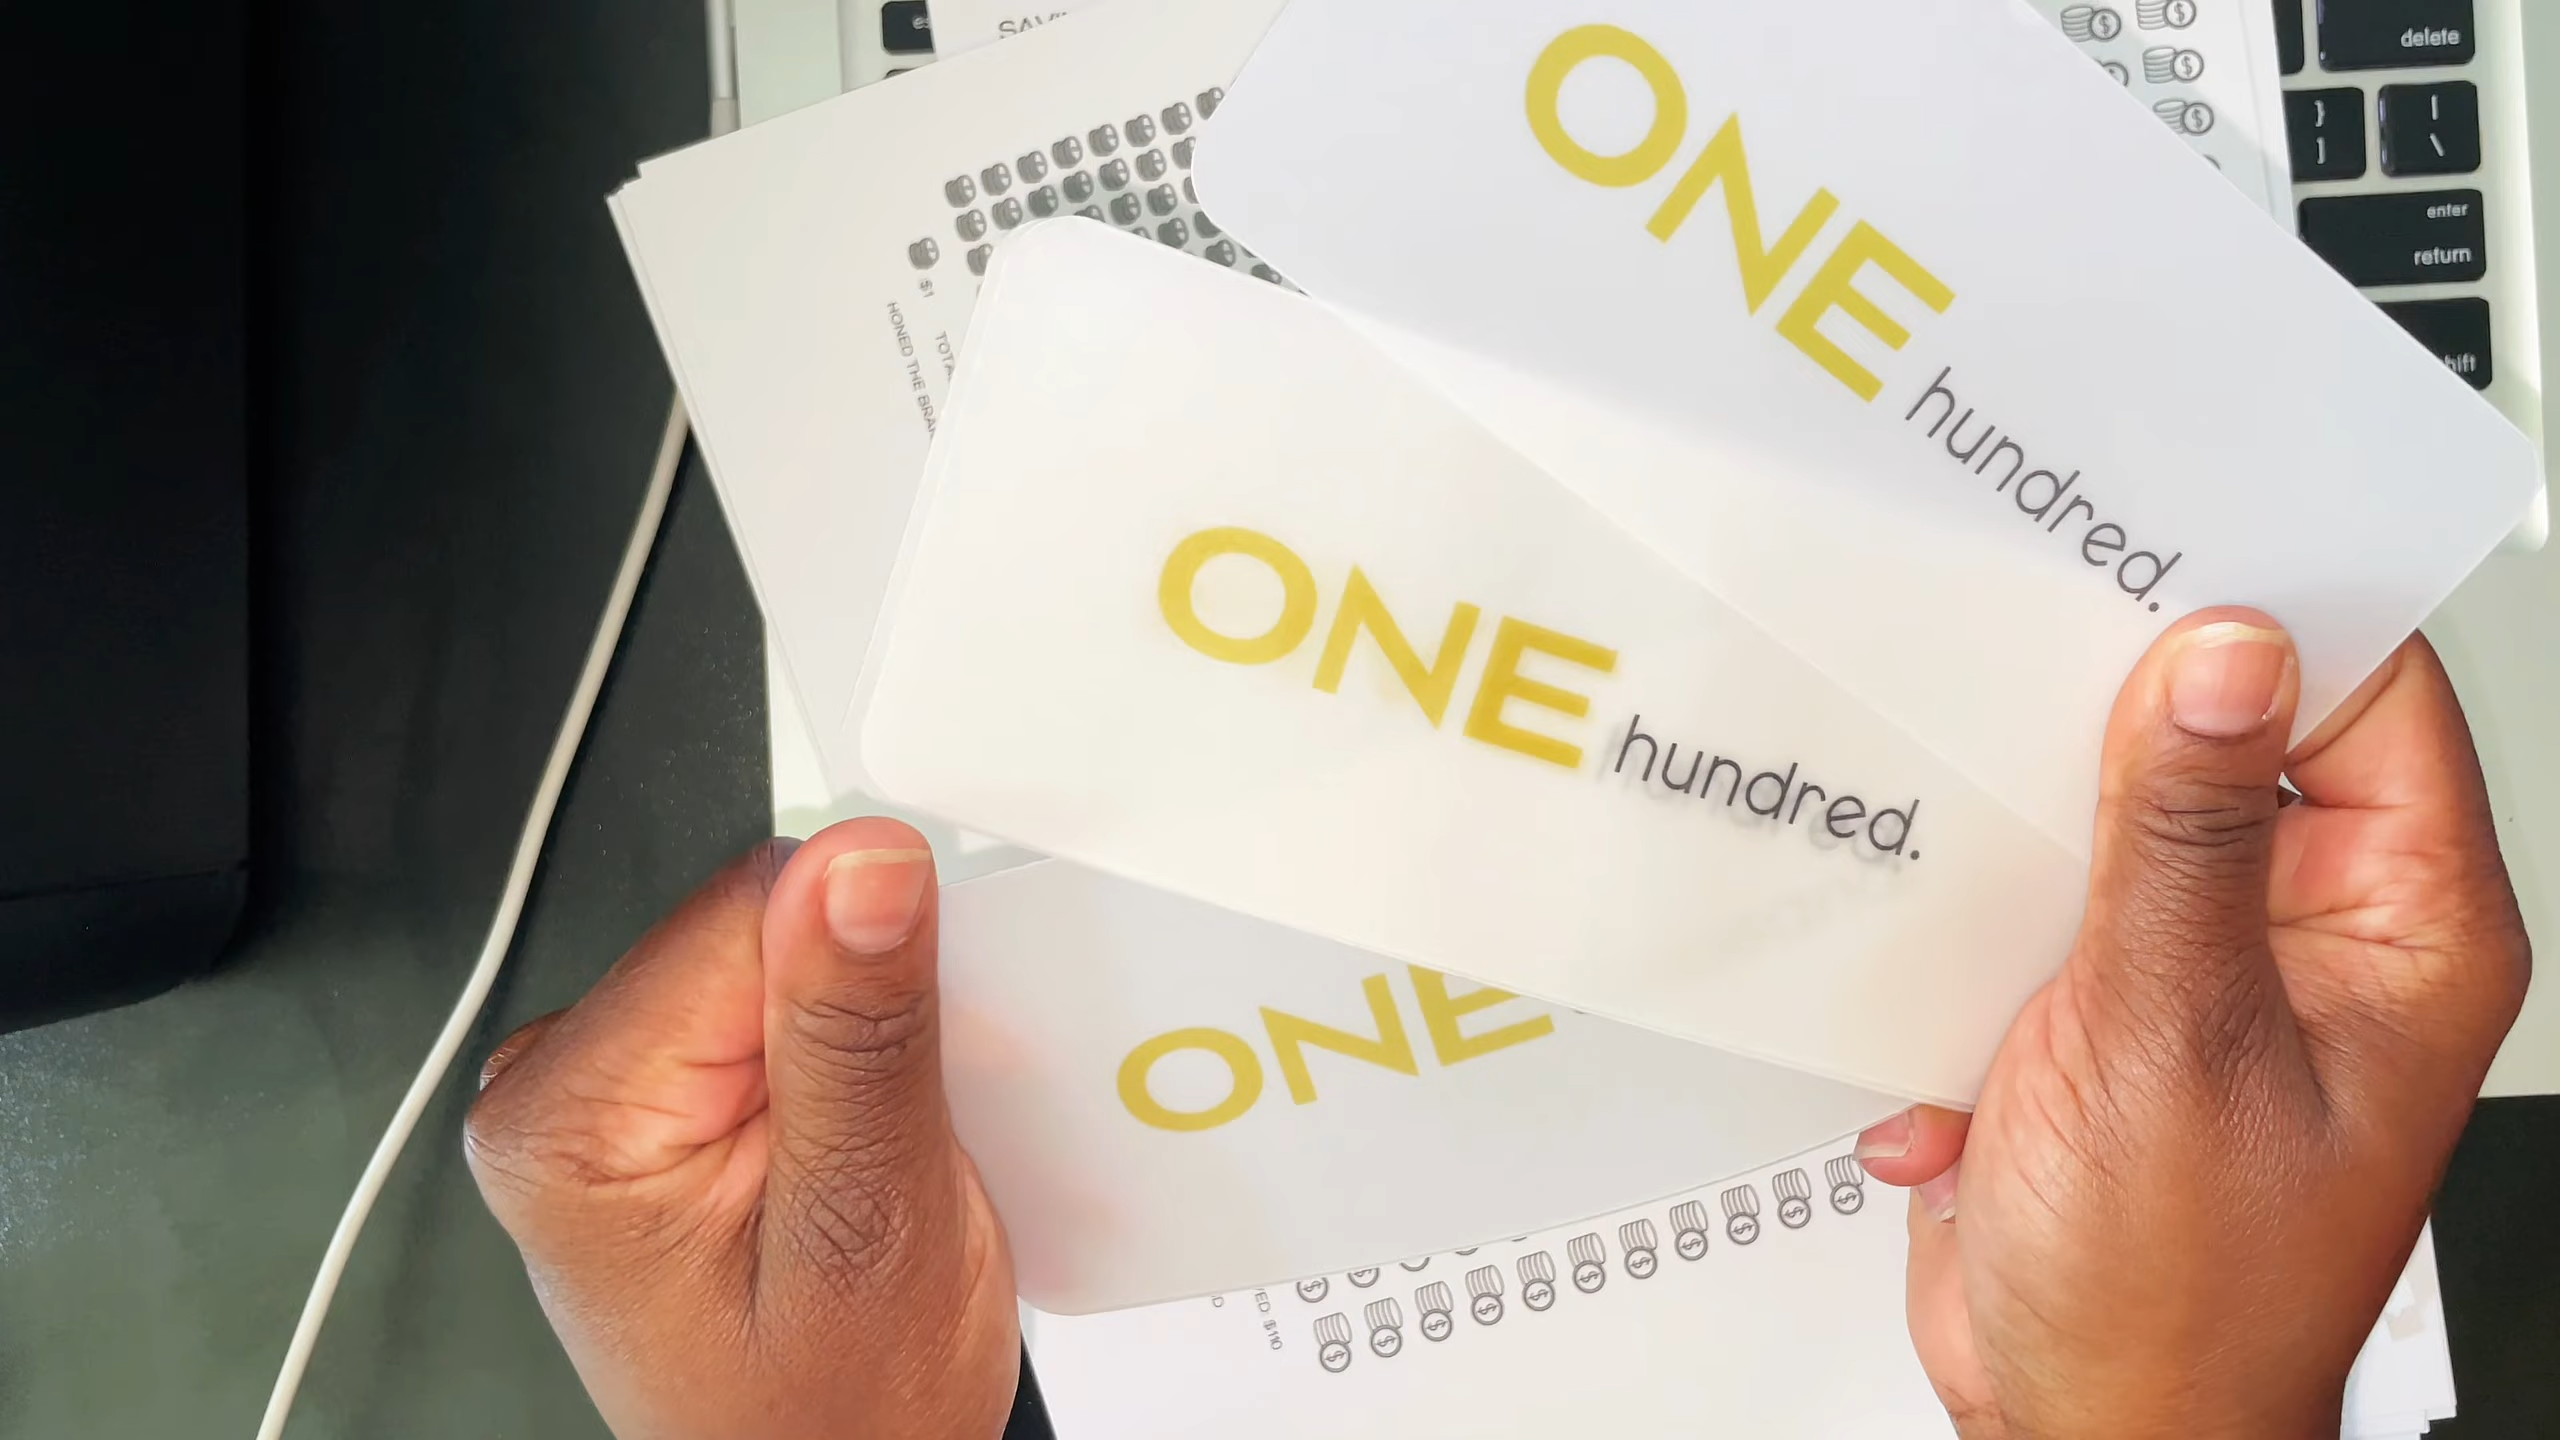 delete
}
]
|
\
enter
return
$1
HONED THE
ONE hundred.
ONE hundred.
ONE
$110